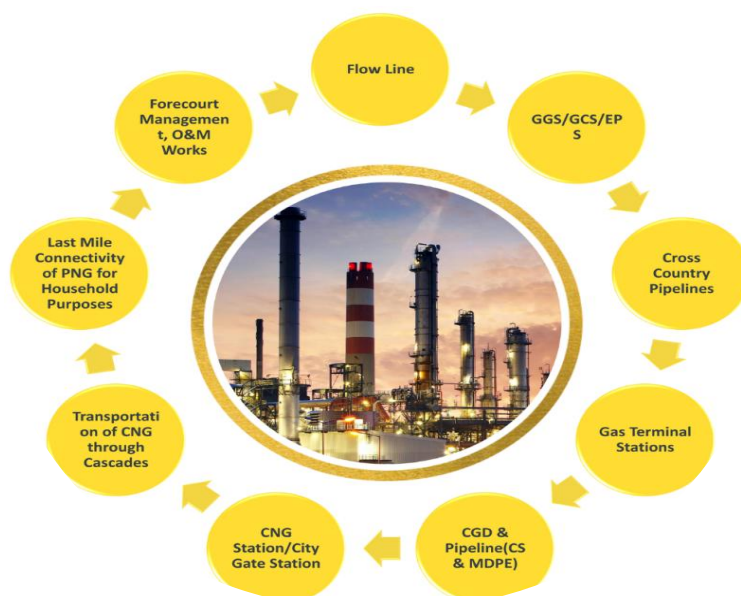 Flow Line
GGS/GCS/EP
S
Cross
Country
Pipelines
Gas Terminal
Stations
CGD &
Pipeline(CS
& MDPE)
CNG
Station/City
Gate Station
Transportati
on of CNG
through
Cascades
Last Mile
Connectivity
of PNG for
Household
Purposes
Forecourt
Managemen
t, O&M
Works